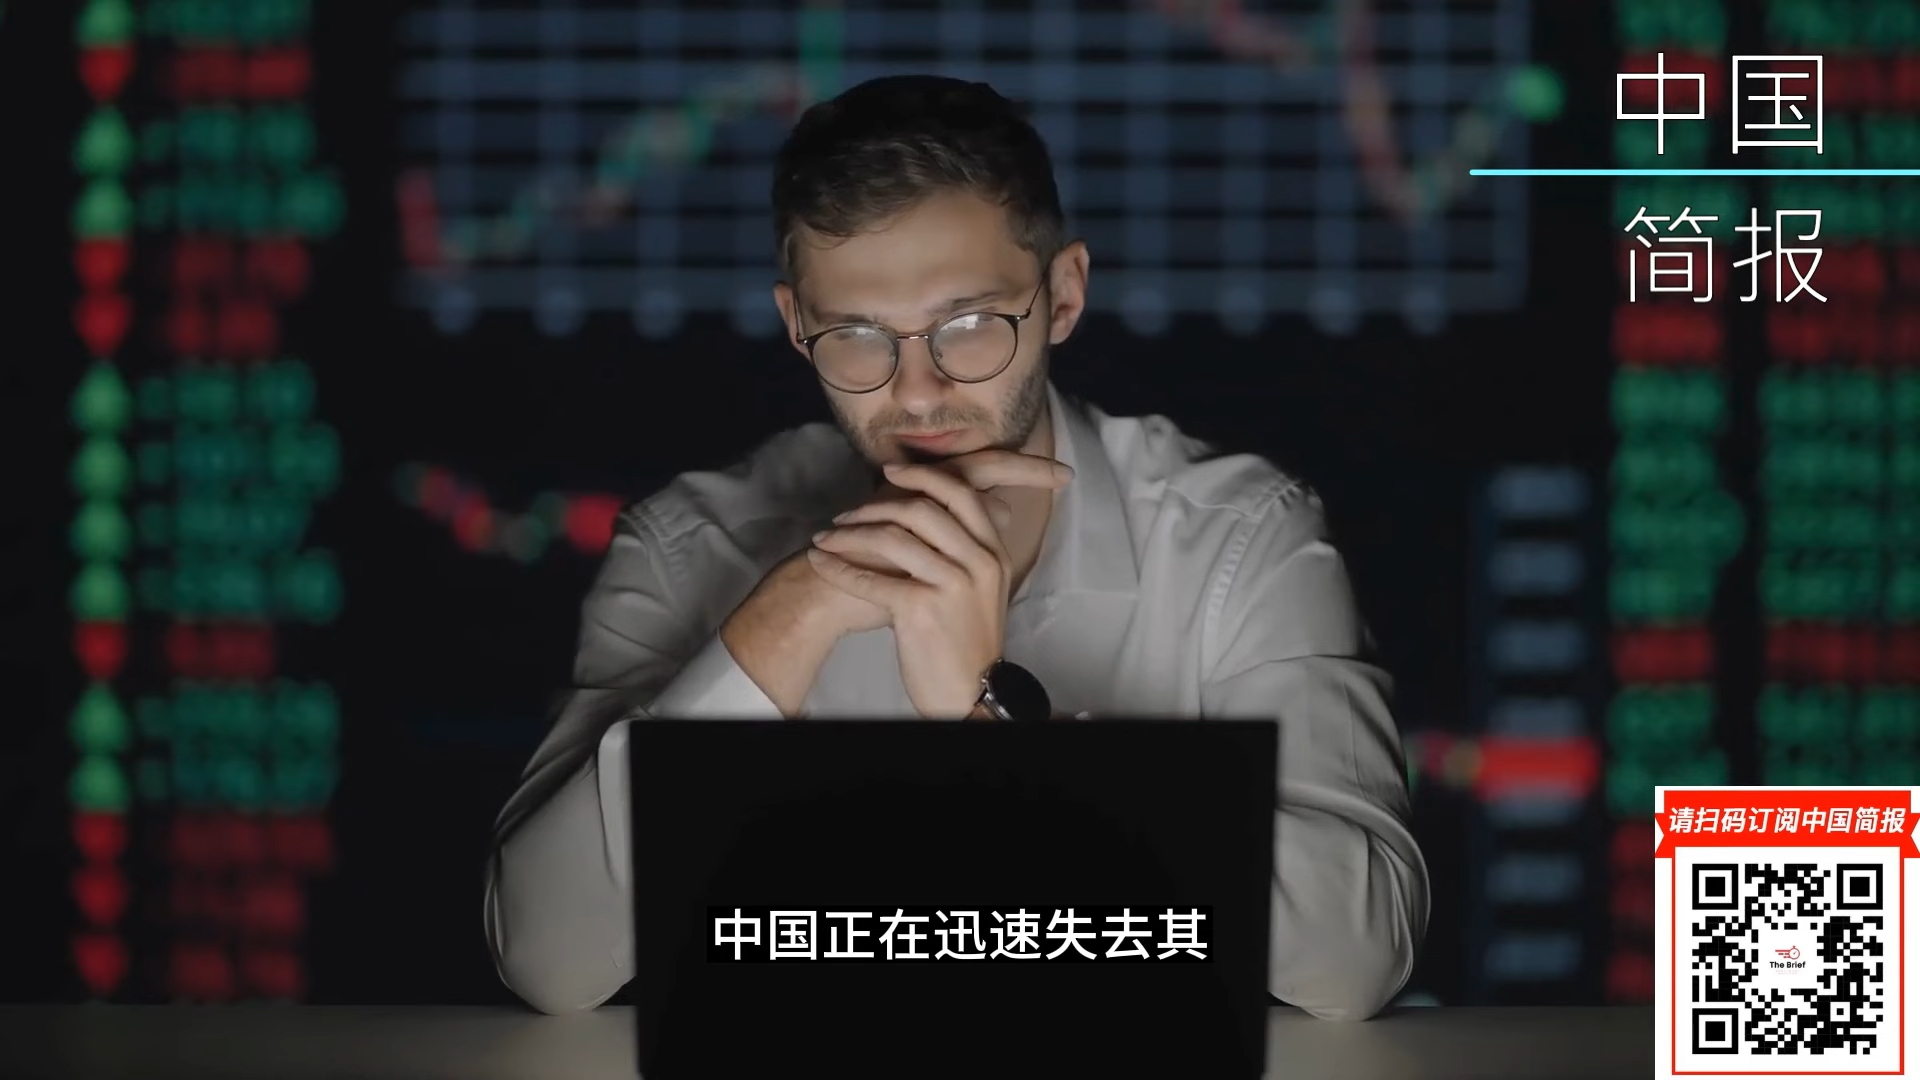 中国
简报
请扫码订阅中国简报
The Brief
中国正在迅速失去其